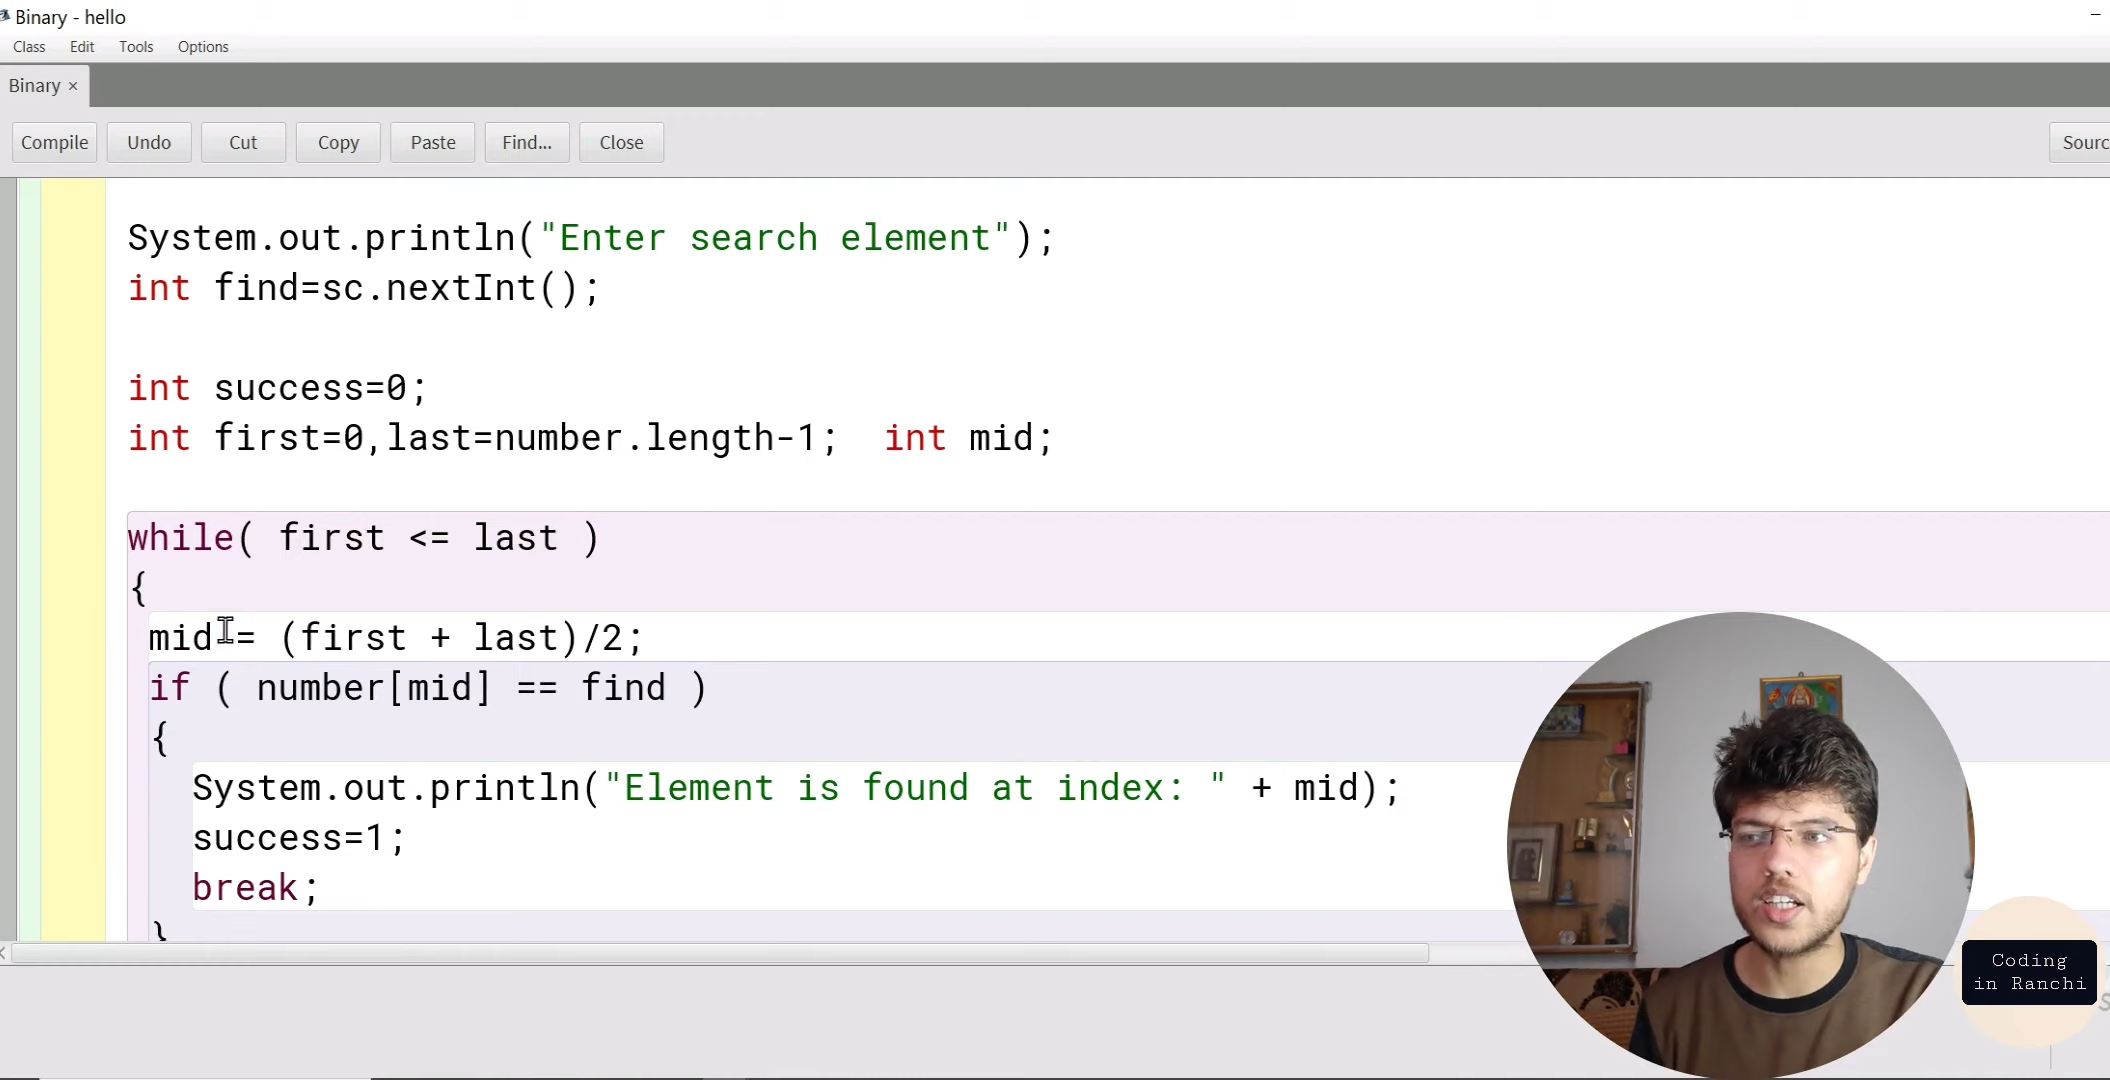 Binary - hello
Class Edit Tools Options
Binary ×
Compile Undo Cut Copy Paste Find... Close
System.out.println("Enter search element");
int find=sc.nextInt();
int success=0;
int first=0,last=number.length-1;  int mid;
while( first <= last )
{
mid = (first + last)/2;
if ( number[mid] == find )
{
System.out.println("Element is found at index: " + mid);
success=1;
break;
}
Coding
in Ranchi